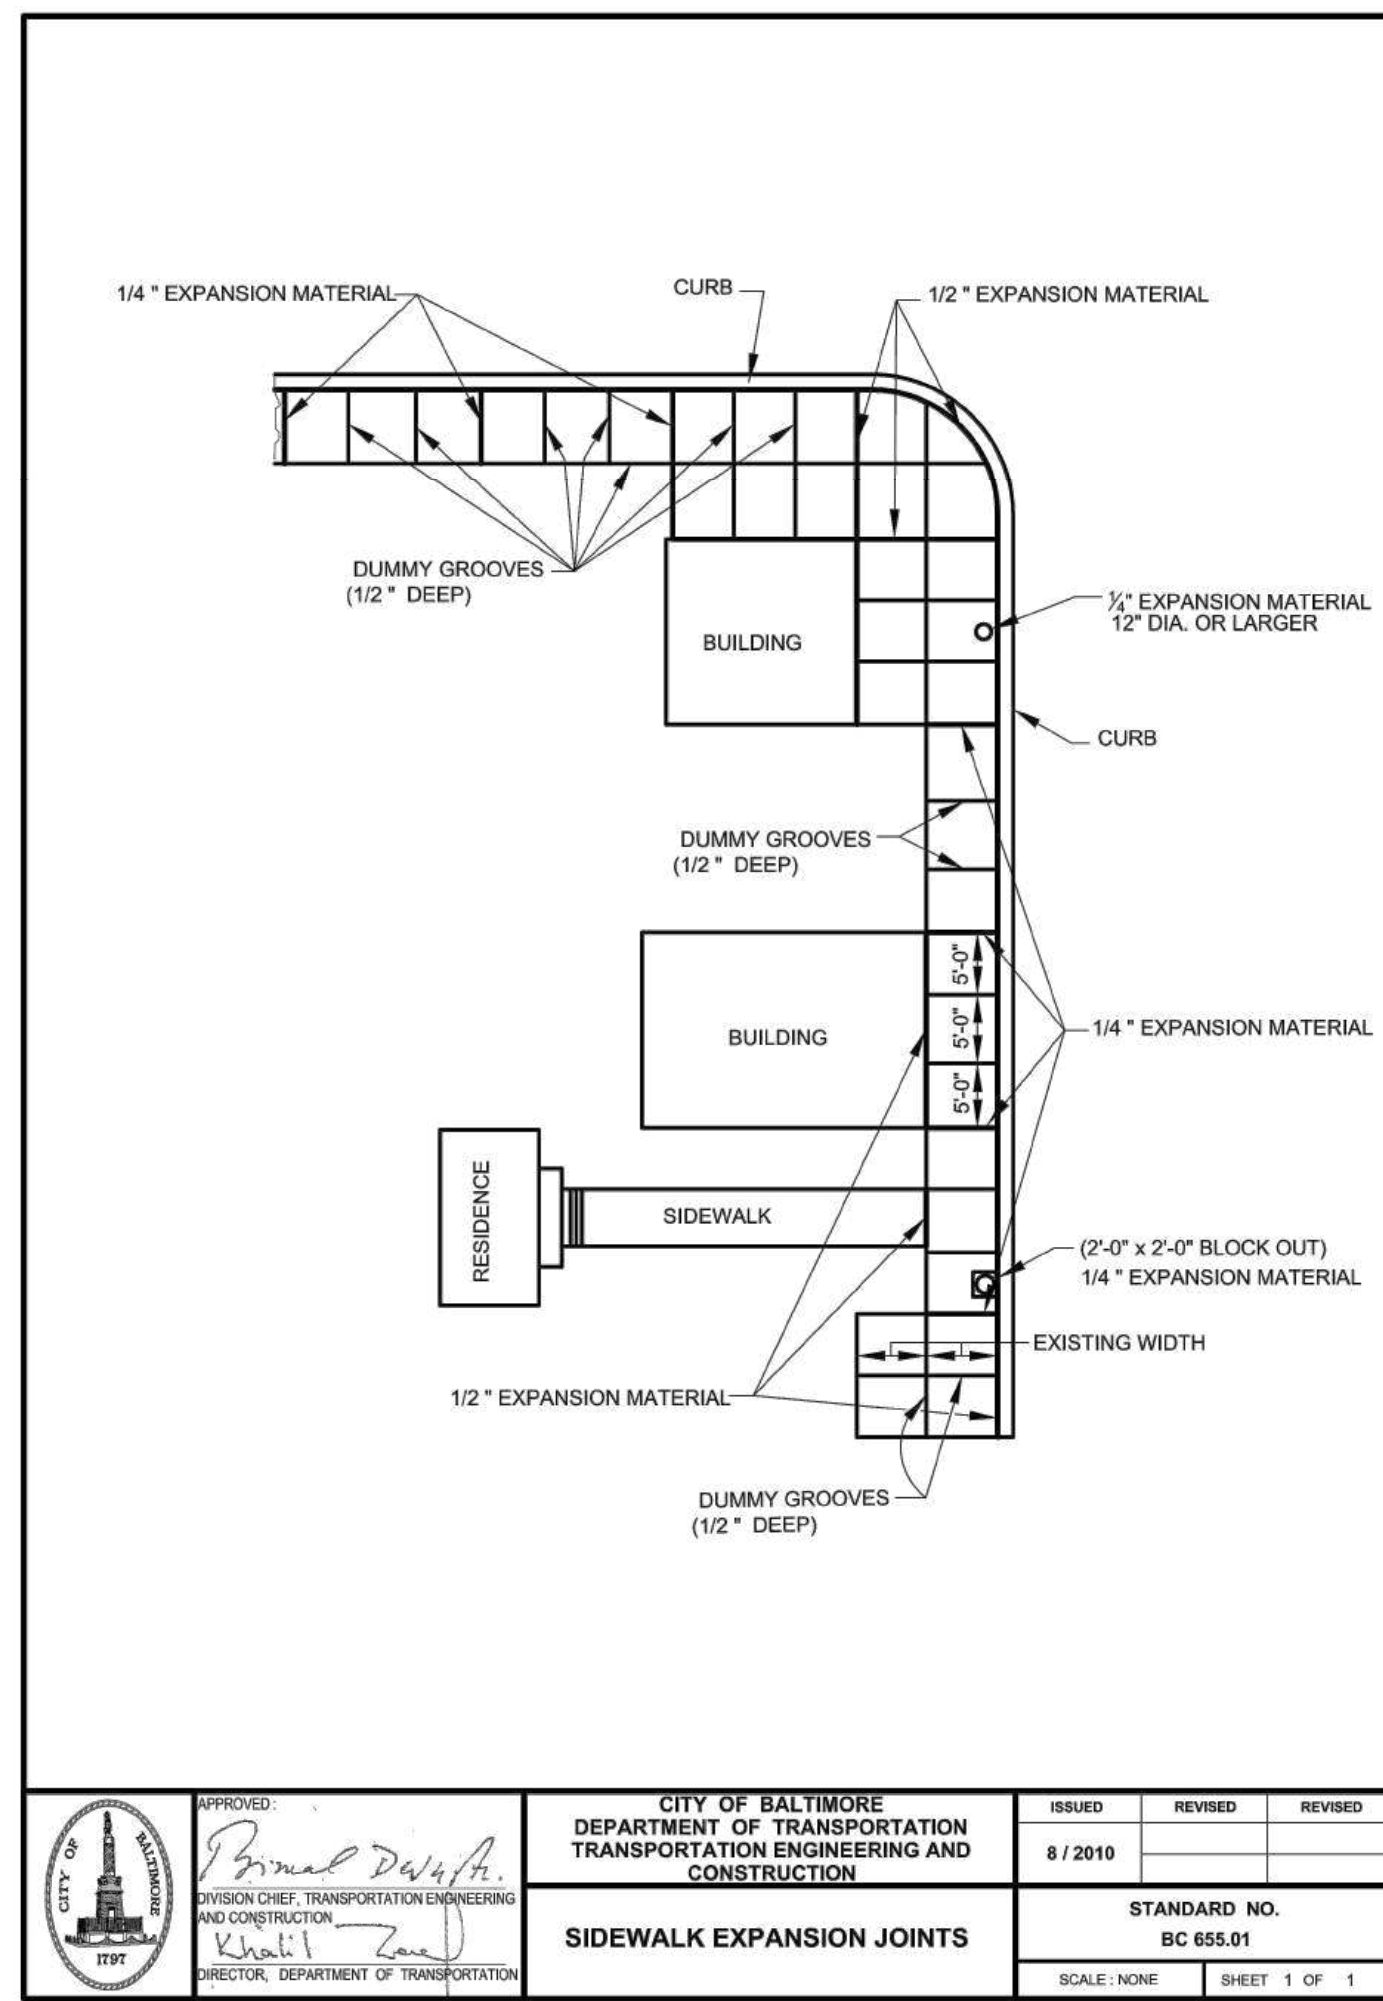 1/4 " EXPANSION MATERIAL
CURB
1/2 " EXPANSION MATERIAL
DUMMY GROOVES
(1/2 " DEEP)
¼" EXPANSION MATERIAL
12" DIA. OR LARGER
BUILDING
CURB
DUMMY GROOVES
(1/2 " DEEP)
5'-0"
5'-0"
5'-0"
BUILDING
1/4 " EXPANSION MATERIAL
RESIDENCE
SIDEWALK
(2'-0" x 2'-0" BLOCK OUT)
1/4 " EXPANSION MATERIAL
EXISTING WIDTH
1/2 " EXPANSION MATERIAL
DUMMY GROOVES
(1/2 " DEEP)
CITY OF BALTIMORE
1797
APPROVED :
DIVISION CHIEF, TRANSPORTATION ENGINEERING
AND CONSTRUCTION
Khalil
DIRECTOR, DEPARTMENT OF TRANSPORTATION
CITY OF BALTIMORE
DEPARTMENT OF TRANSPORTATION
TRANSPORTATION ENGINEERING AND
CONSTRUCTION
SIDEWALK EXPANSION JOINTS
ISSUED REVISED REVISED
8 / 2010
STANDARD NO.
BC 655.01
SCALE : NONE SHEET 1 OF 1